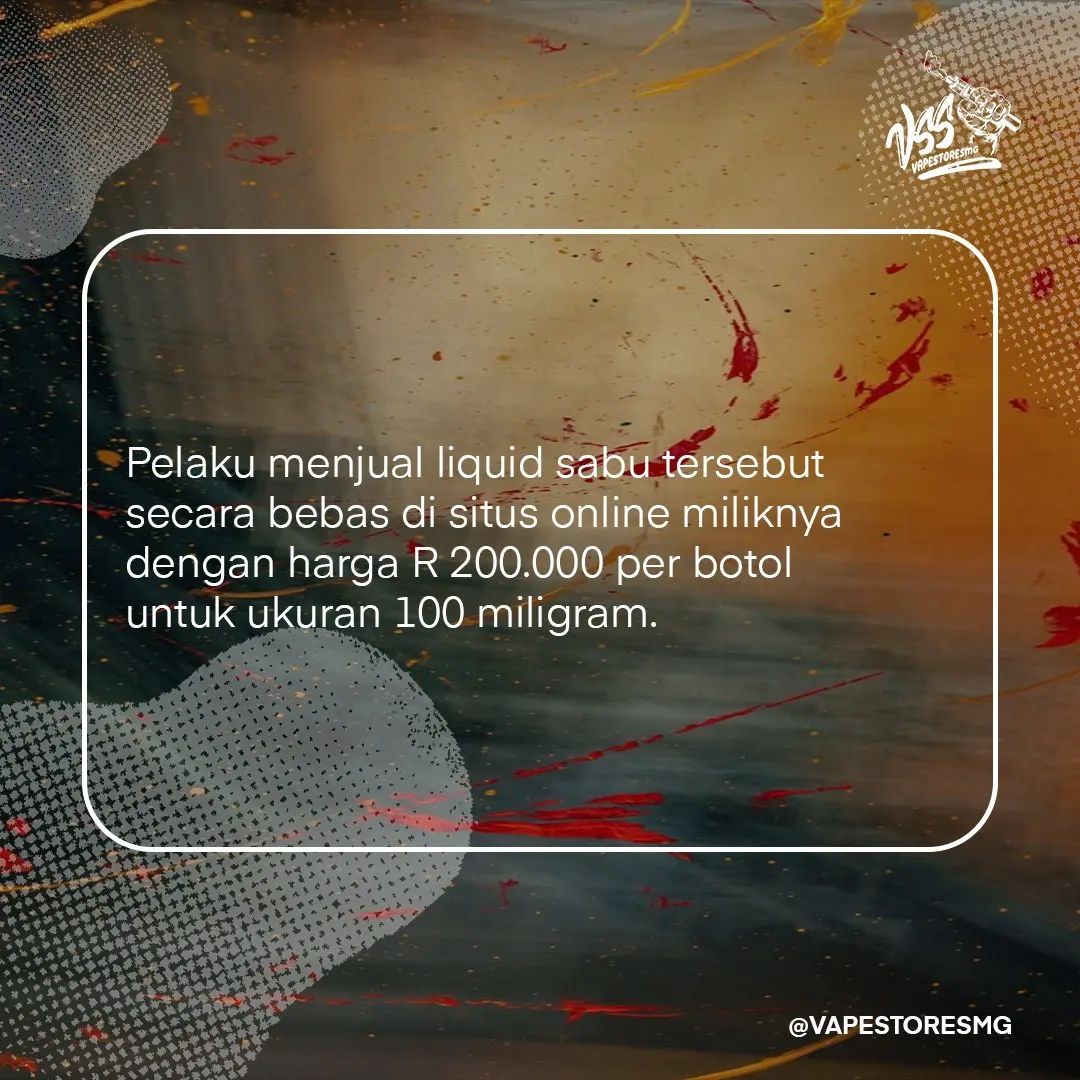 VSS
VAPESTORESMG
Pelaku menjual liquid sabu tersebut
secara bebas di situs online miliknya
dengan harga R 200.000 per botol
untuk ukuran 100 miligram.
@VAPESTORESMG